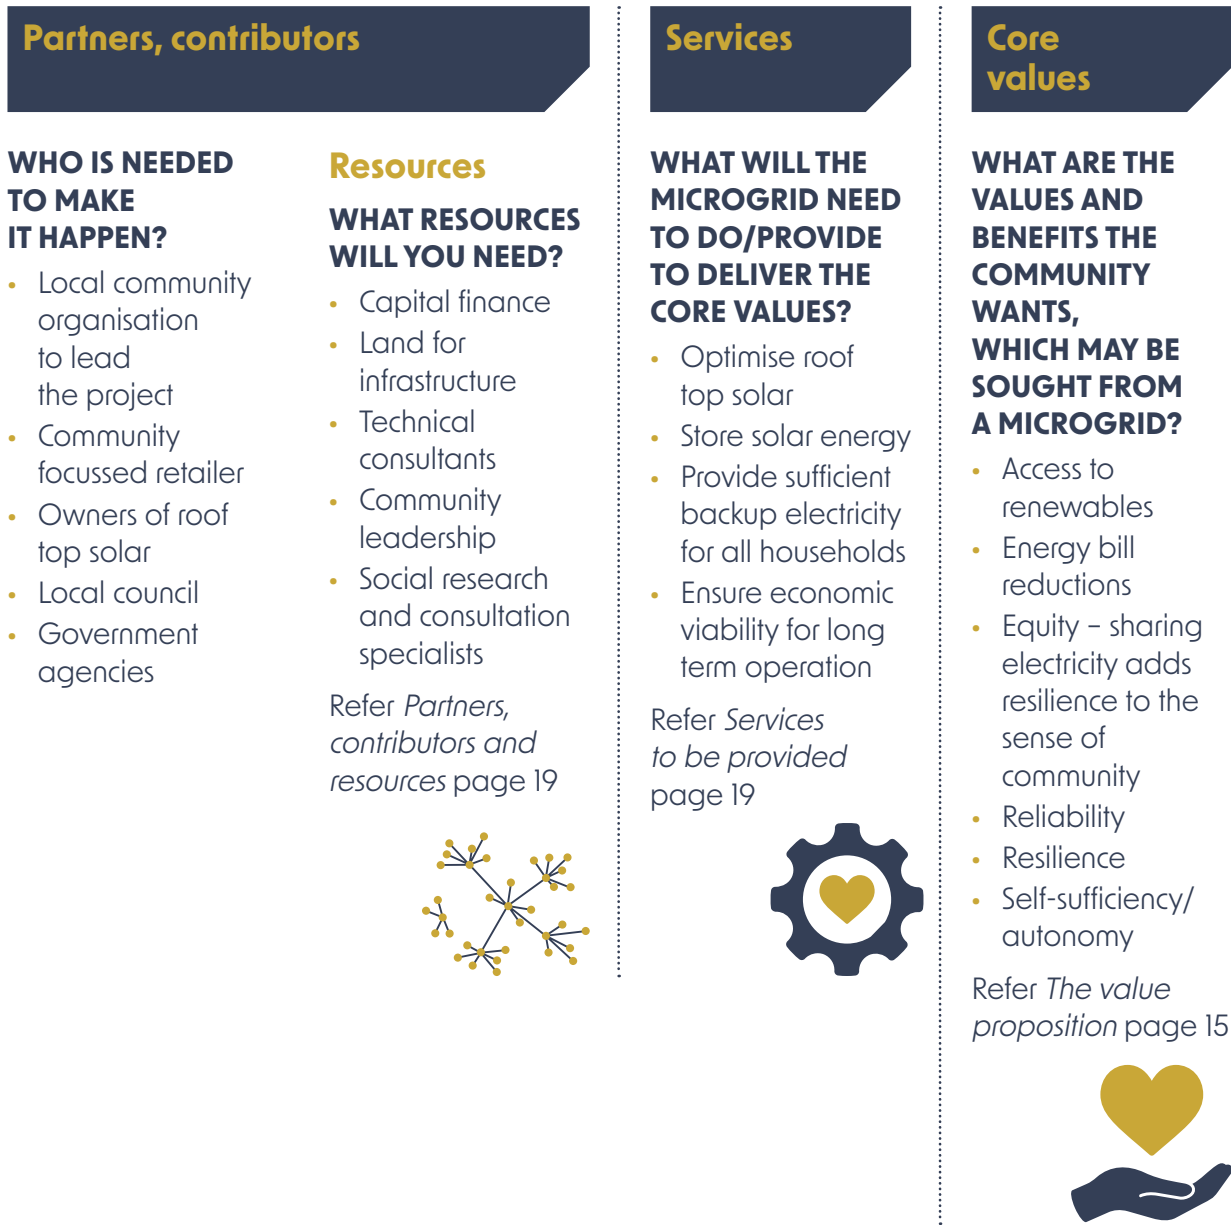 Partners, contributors
WHO IS NEEDED
TO MAKE
IT HAPPEN?
• Local community
organisation
to lead
the project
• Community
focussed retailer
• Owners of roof
top solar
• Local council
• Government
agencies
Resources
WHAT RESOURCES
WILL YOU NEED?
• Capital finance
• Land for
infrastructure
• Technical
consultants
• Community
leadership
• Social research
and consultation
specialists
Refer Partners,
contributors and
resources page 19
Services
WHAT WILL THE
MICROGRID NEED
TO DO/PROVIDE
TO DELIVER THE
CORE VALUES?
• Optimise roof
top solar
• Store solar energy
• Provide sufficient
backup electricity
for all households
• Ensure economic
viability for long
term operation
Refer Services
to be provided
page 19
Core
values
WHAT ARE THE
VALUES AND
BENEFITS THE
COMMUNITY
WANTS,
WHICH MAY BE
SOUGHT FROM
A MICROGRID?
• Access to
renewables
• Energy bill
reductions
• Equity – sharing
electricity adds
resilience to the
sense of
community
• Reliability
• Resilience
• Self-sufficiency/
autonomy
Refer The value
proposition page 15